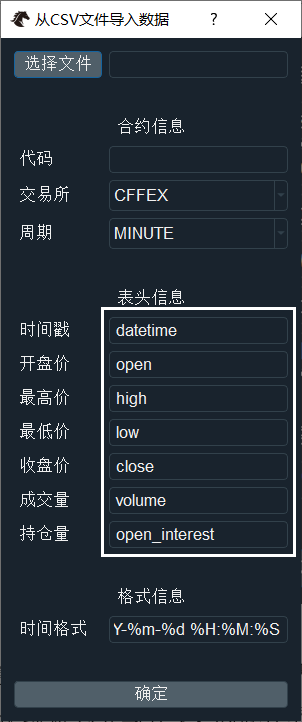 从CSV文件导入数据 ?
选择文件
合约信息
代码
交易所 CFFEX
周期 MINUTE
表头信息
时间戳 datetime
开盘价 open
最高价 high
最低价 low
收盘价 close
成交量 volume
持仓量 open_interest
格式信息
时间格式 Y-%m-%d %H:%M:%S
确定